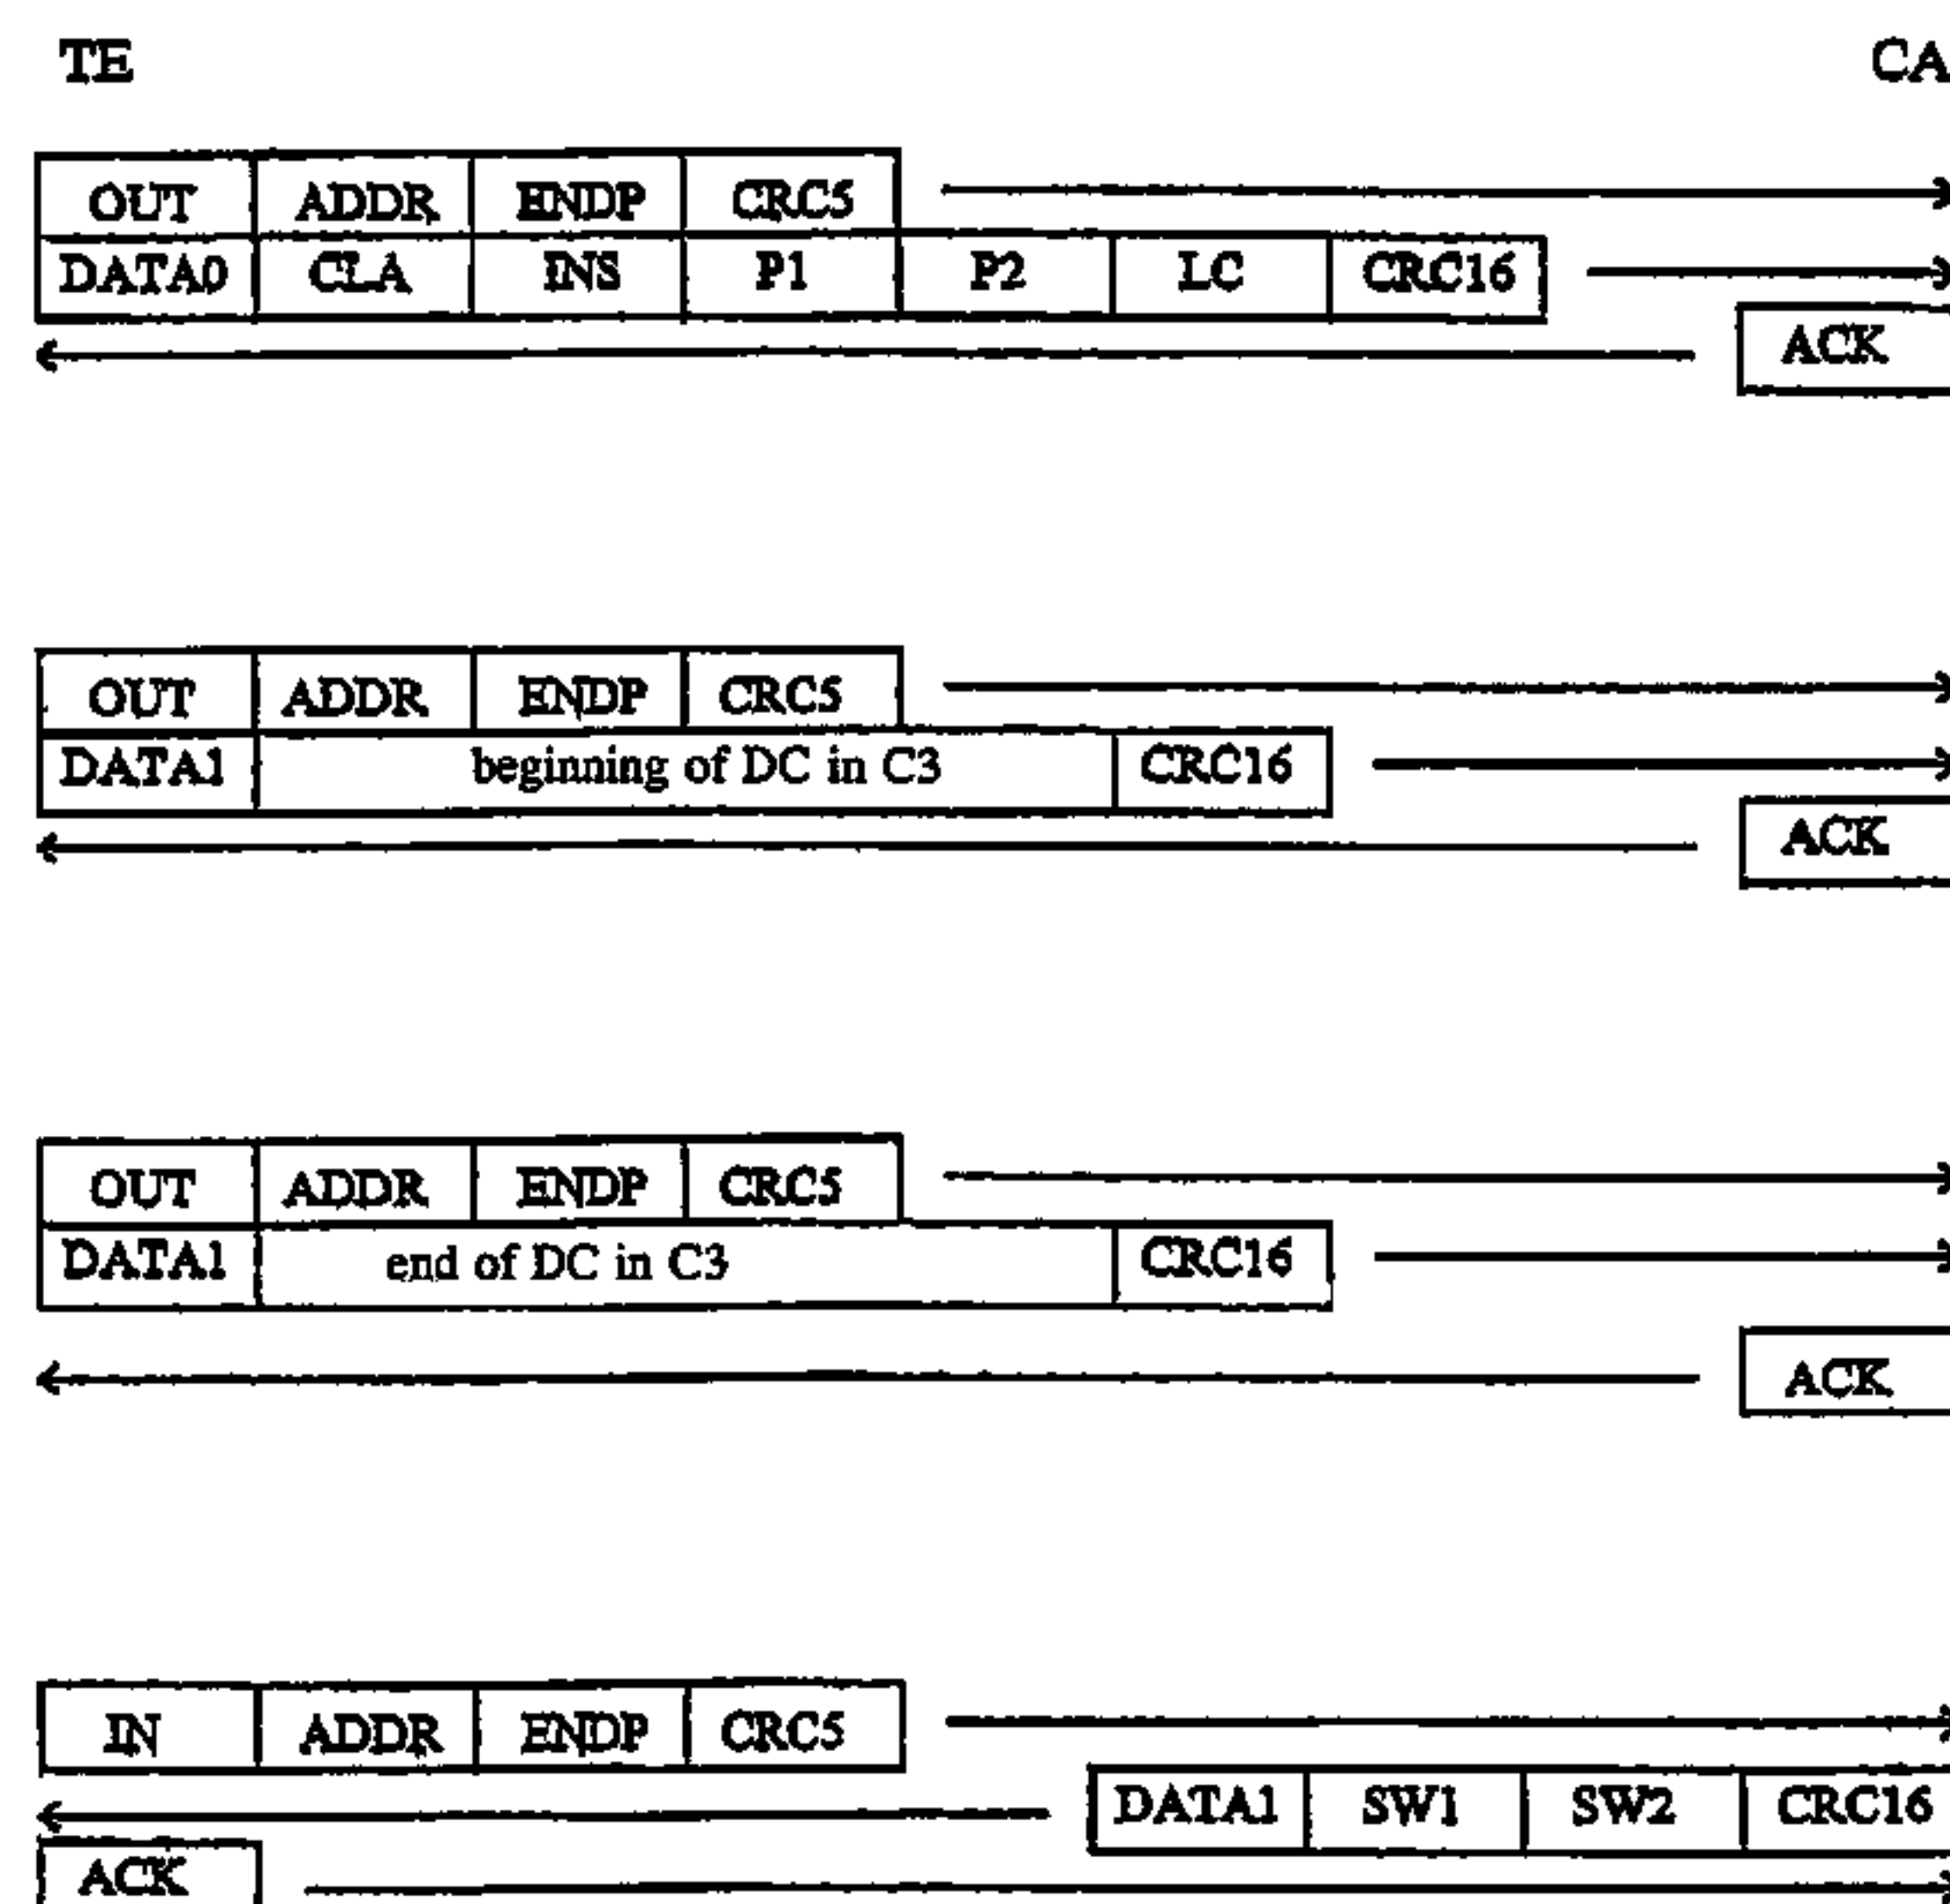 TE CA
OUT ADDR ENDP CRC5
DATA0 CLA INS P1 P2 LC CRC16
ACK
OUT ADDR ENDP CRC5
DATA1 beginning of DC in C3 CRC16
ACK
OUT ADDR ENDP CRC5
DATA1 end of DC in C3 CRC16
ACK
IN ADDR ENDP CRC5
DATA1 SW1 SW2 CRC16
ACK